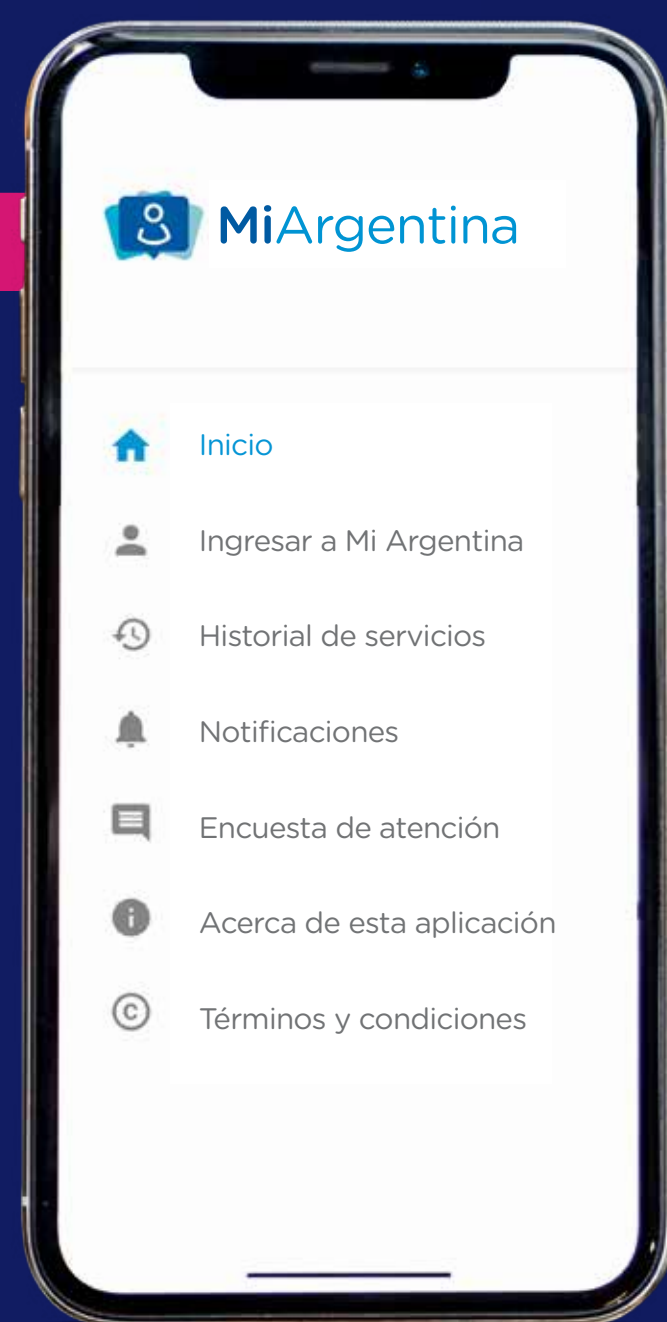 MiArgentina
Inicio
Ingresar a Mi Argentina
Historial de servicios
Notificaciones
Encuesta de atención
Acerca de esta aplicación
Términos y condiciones